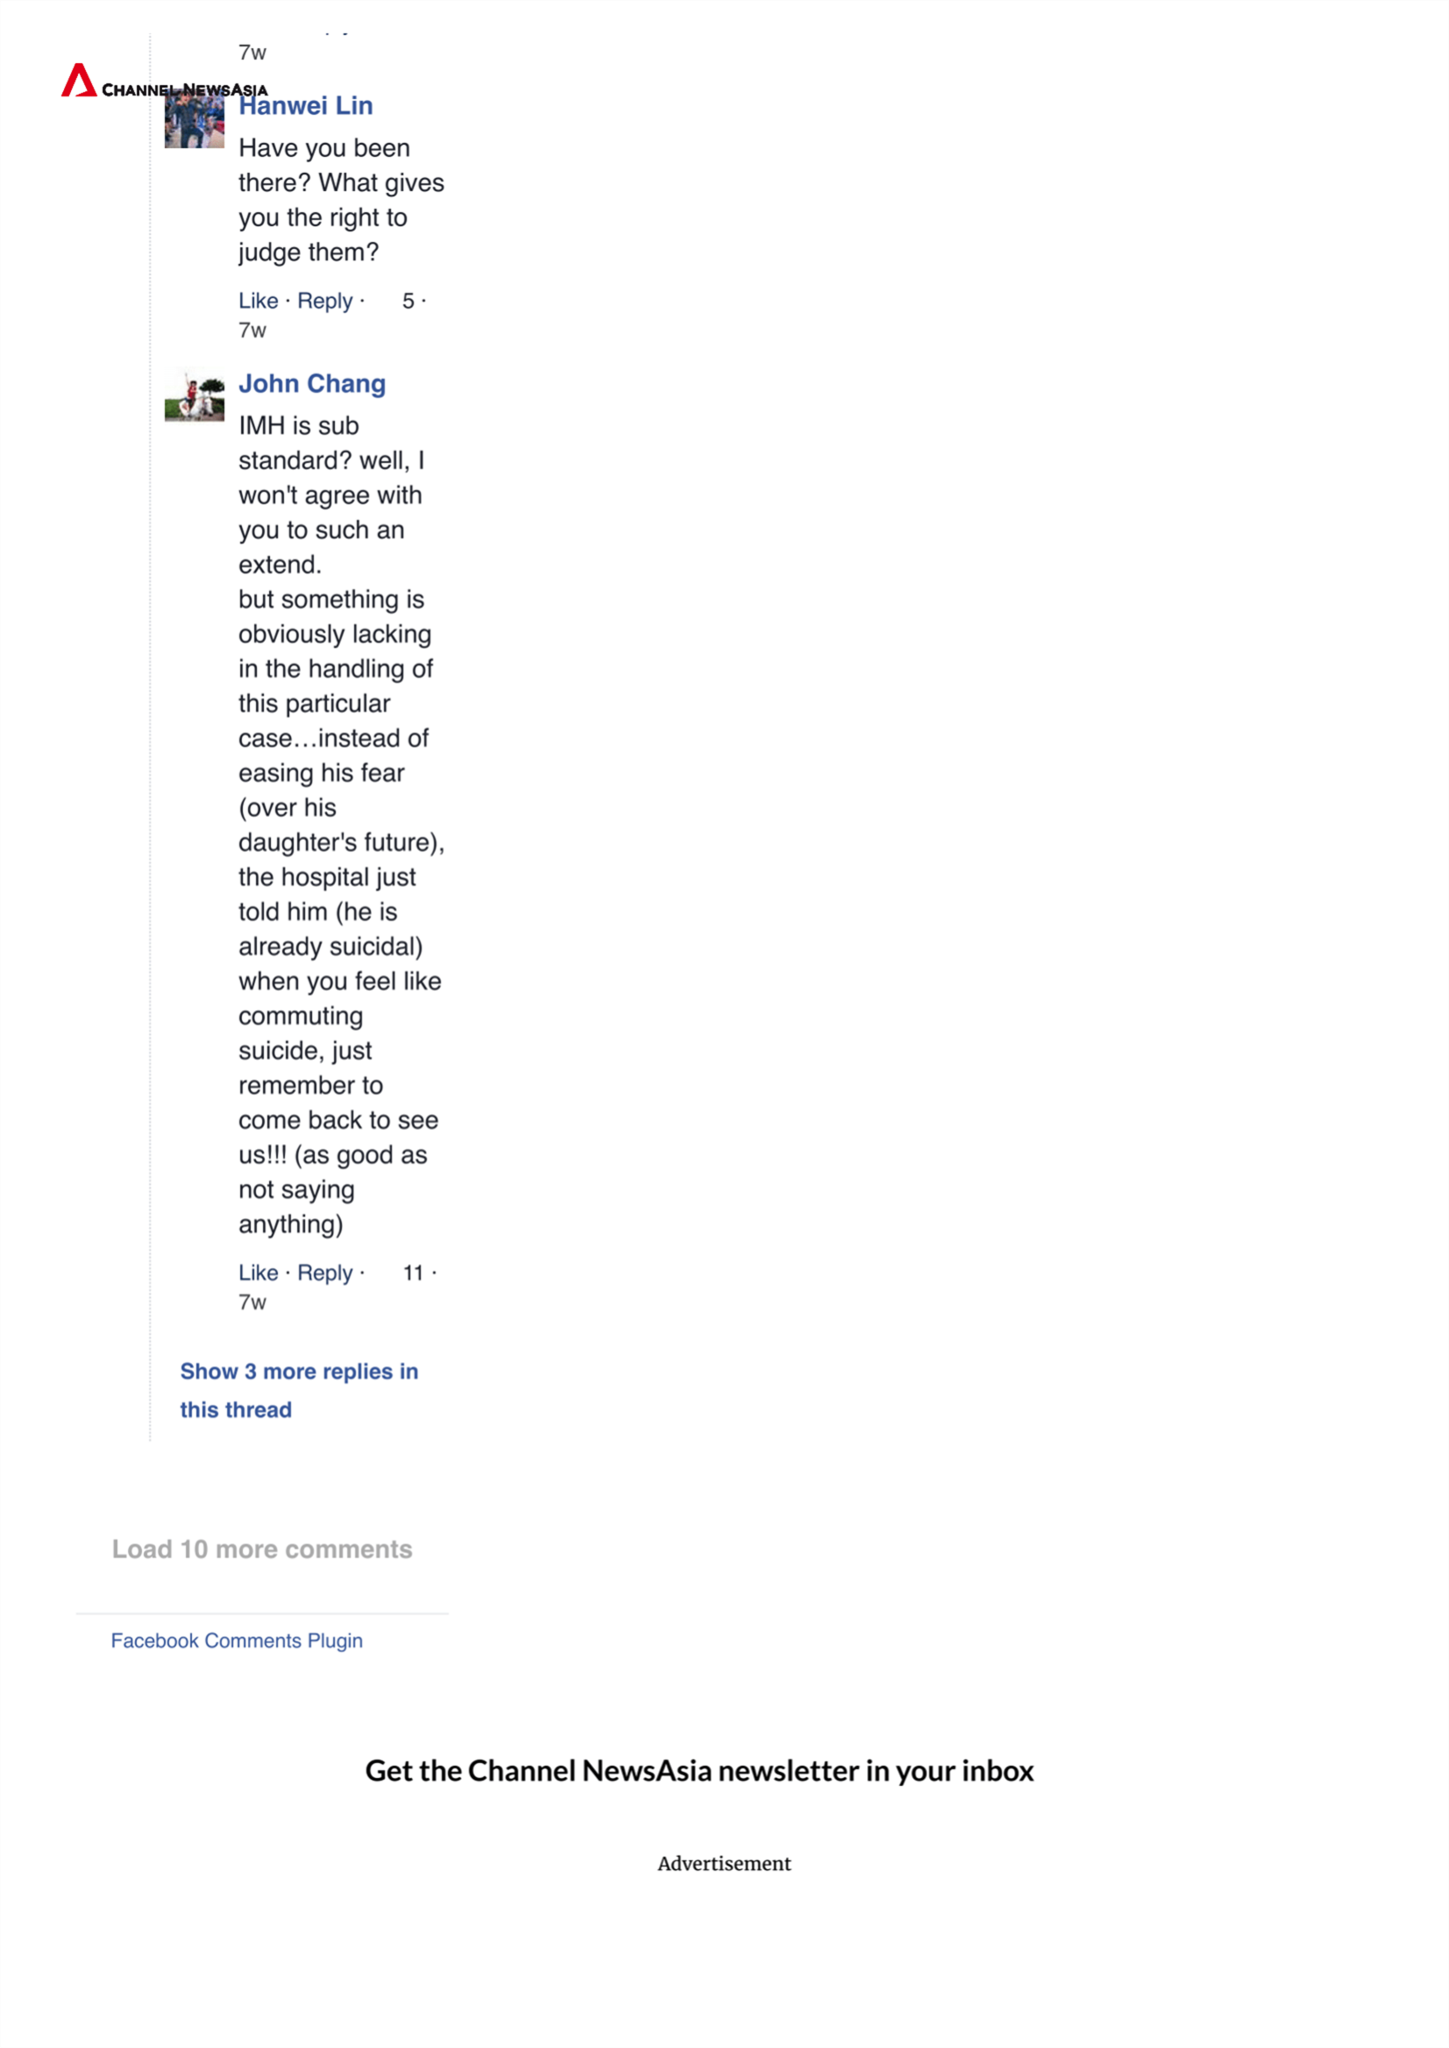 7w
CHANNEL NEWSASIA
Hanwei Lin
Have you been
there? What gives
you the right to
judge them?
Like · Reply · 5 ·
7w
John Chang
IMH is sub
standard? well, I
won't agree with
you to such an
extend.
but something is
obviously lacking
in the handling of
this particular
case…instead of
easing his fear
(over his
daughter's future),
the hospital just
told him (he is
already suicidal)
when you feel like
commuting
suicide, just
remember to
come back to see
us!!! (as good as
not saying
anything)
Like · Reply · 11 ·
7w
Show 3 more replies in
this thread
Load 10 more comments
Facebook Comments Plugin
Get the Channel NewsAsia newsletter in your inbox
Advertisement